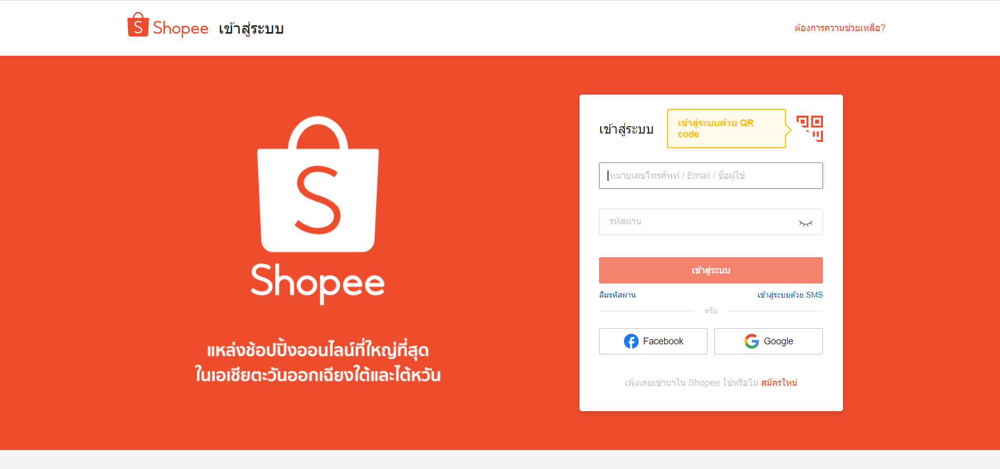 Shopee เข้าสู่ระบบ
ต้องการความช่วยเหลือ?
Shopee
แหล่งช้อปปิ้งออนไลน์ที่ใหญ่ที่สุด
ในเอเชียตะวันออกเฉียงใต้และไต้หวัน
เข้าสู่ระบบ
เข้าสู่ระบบด้วย QR
code
หมายเลขโทรศัพท์ / Email / ชื่อผู้ใช้
รหัสผ่าน
เข้าสู่ระบบ
ลืมรหัสผ่าน
เข้าสู่ระบบด้วย SMS
หรือ
Facebook
Google
เพิ่งเคยเข้ามาใน Shopee ใช่หรือไม่ สมัครใหม่